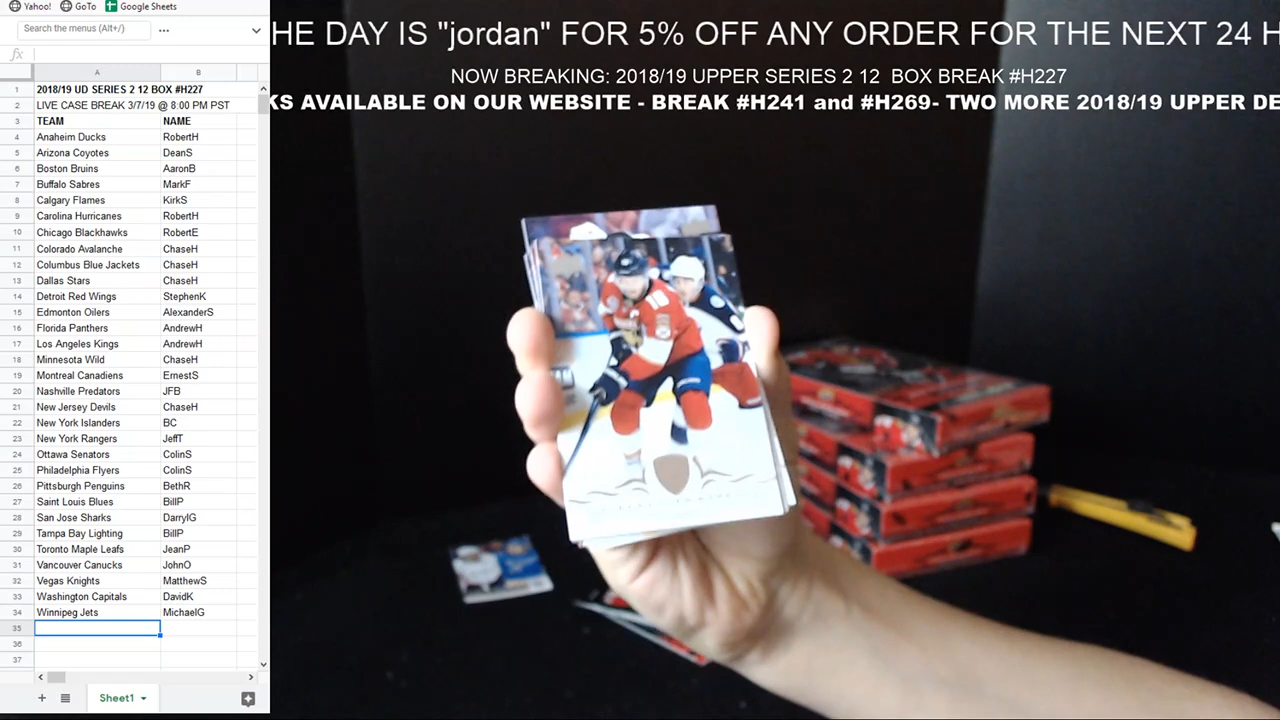 Yahoo! GoTo Google Sheets
Search the menus (Alt+/)
fx
A B
1 2018/19 UD SERIES 2 12 BOX #H227
2 LIVE CASE BREAK 3/7/19 @ 8:00 PM PST
3 TEAM NAME
4 Anaheim Ducks RobertH
5 Arizona Coyotes DeanS
6 Boston Bruins AaronB
7 Buffalo Sabres MarkF
8 Calgary Flames KirkS
9 Carolina Hurricanes RobertH
10 Chicago Blackhawks RobertE
11 Colorado Avalanche ChaseH
12 Columbus Blue Jackets ChaseH
13 Dallas Stars ChaseH
14 Detroit Red Wings StephenK
15 Edmonton Oilers AlexanderS
16 Florida Panthers AndrewH
17 Los Angeles Kings AndrewH
18 Minnesota Wild ChaseH
19 Montreal Canadiens ErnestS
20 Nashville Predators JFB
21 New Jersey Devils ChaseH
22 New York Islanders BC
23 New York Rangers JeffT
24 Ottawa Senators ColinS
25 Philadelphia Flyers ColinS
26 Pittsburgh Penguins BethR
27 Saint Louis Blues BillP
28 San Jose Sharks DarrylG
29 Tampa Bay Lighting BillP
30 Toronto Maple Leafs JeanP
31 Vancouver Canucks JohnO
32 Vegas Knights MatthewS
33 Washington Capitals DavidK
34 Winnipeg Jets MichaelG
35
36
37
Sheet1
HE DAY IS "jordan" FOR 5% OFF ANY ORDER FOR THE NEXT 24 H
NOW BREAKING: 2018/19 UPPER SERIES 2 12 BOX BREAK #H227
KS AVAILABLE ON OUR WEBSITE - BREAK #H241 and #H269- TWO MORE 2018/19 UPPER DE